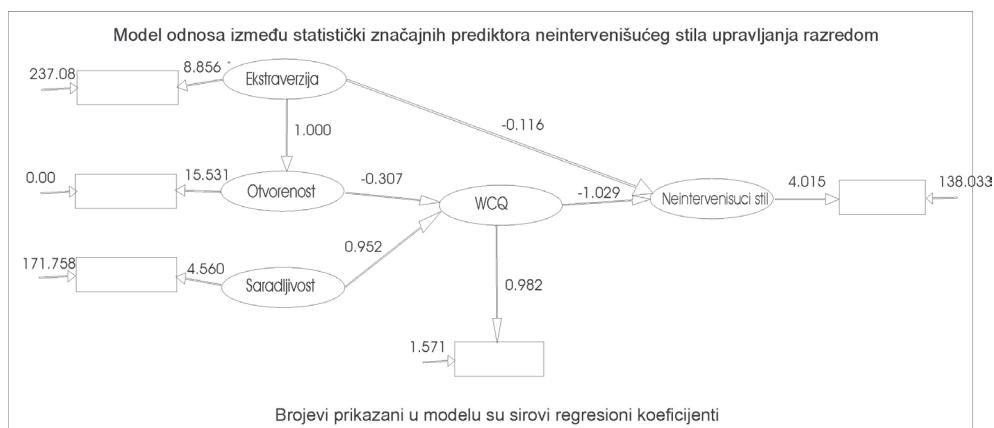 Model odnosa između statistički značajnih prediktora neintervenišućeg stila upravljanja razredom
237.08
8.856
Ekstraverzija
-0.116
1.000
0.00
15.531
Otvorenost
-0.307
WCQ
-1.029
Neintervenisuci stil
4.015
138.033
171.758
4.560
Saradljivost
0.952
0.982
1.571
Brojevi prikazani u modelu su sirovi regresioni koeficijenti